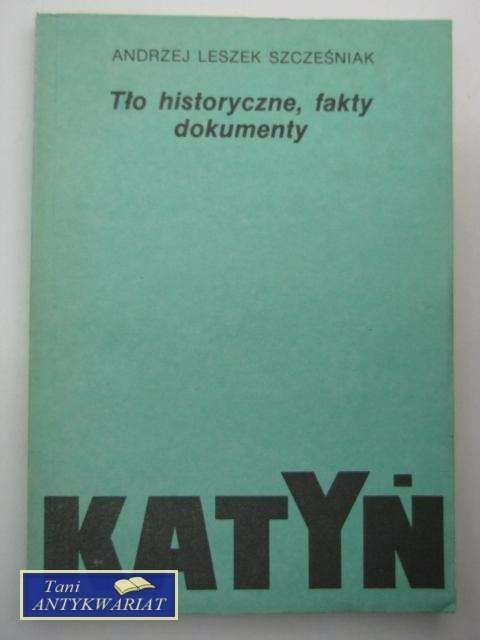 ANDRZEJ LESZEK SZCZEŚNIAK
Tło historyczne, fakty
dokumenty
KATYŃ
Tani
ANTYKWARIAT